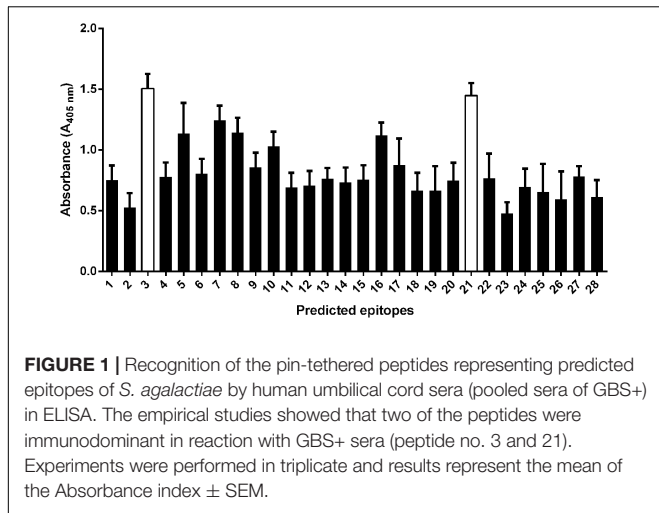 2.0
1.5
1.0
0.5
0.0
Absorbance (A405 nm)
1 2 3 4 5 6 7 8 9 10 11 12 13 14 15 16 17 18 19 20 21 22 23 24 25 26 27 28
Predicted epitopes
FIGURE 1 | Recognition of the pin-tethered peptides representing predicted
epitopes of S. agalactiae by human umbilical cord sera (pooled sera of GBS+)
in ELISA. The empirical studies showed that two of the peptides were
immunodominant in reaction with GBS+ sera (peptide no. 3 and 21).
Experiments were performed in triplicate and results represent the mean of
the Absorbance index ± SEM.